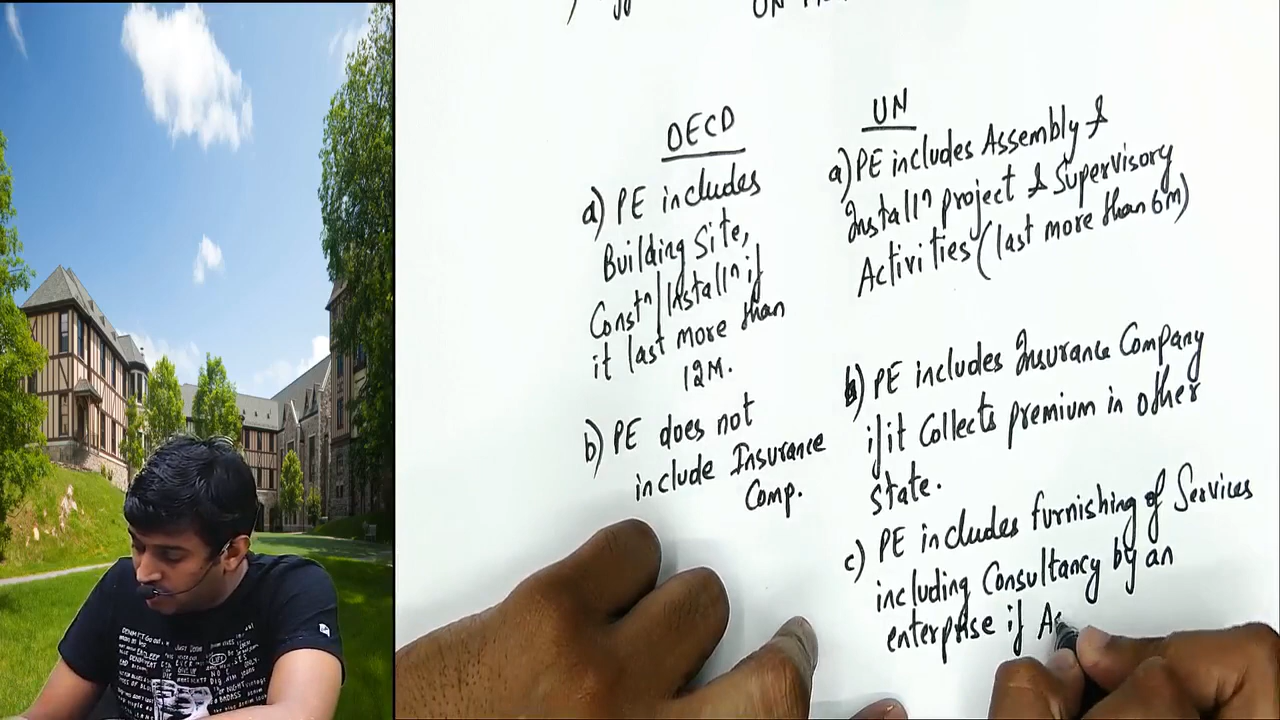 OECD
a) PE includes
Building Site,
Constn/Installn if
it last more than
12M.
b) PE does not
include Insurance
Comp.
UN
a) PE includes Assembly &
Installn project & Supervisory
Activities (last more than 6M)
b) PE includes Insurance Company
if it Collects premium in other
State.
c) PE includes furnishing of Services
including Consultancy by an
enterprise if